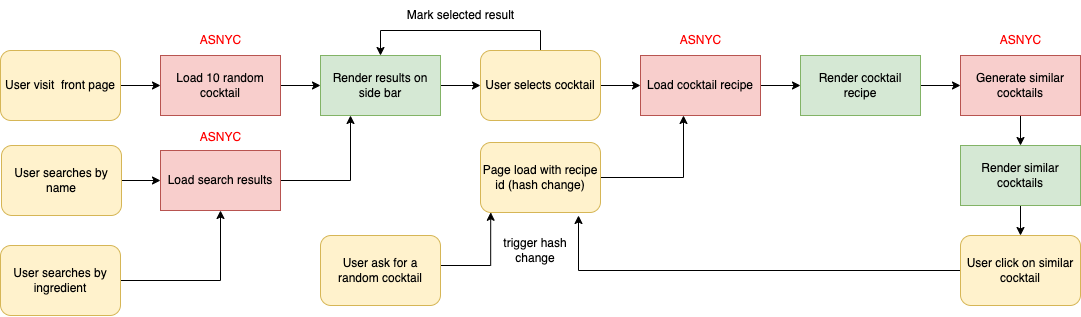 Mark selected result
ASNYC
ASNYC
ASNYC
User visit front page
Load 10 random
cocktail
Render results on
side bar
User selects cocktail
Load cocktail recipe
Render cocktail
recipe
Generate similar
cocktails
ASNYC
User searches by
name
Load search results
Page load with recipe
id (hash change)
Render similar
cocktails
User searches by
ingredient
User ask for a
random cocktail
trigger hash
change
User click on similar
cocktail